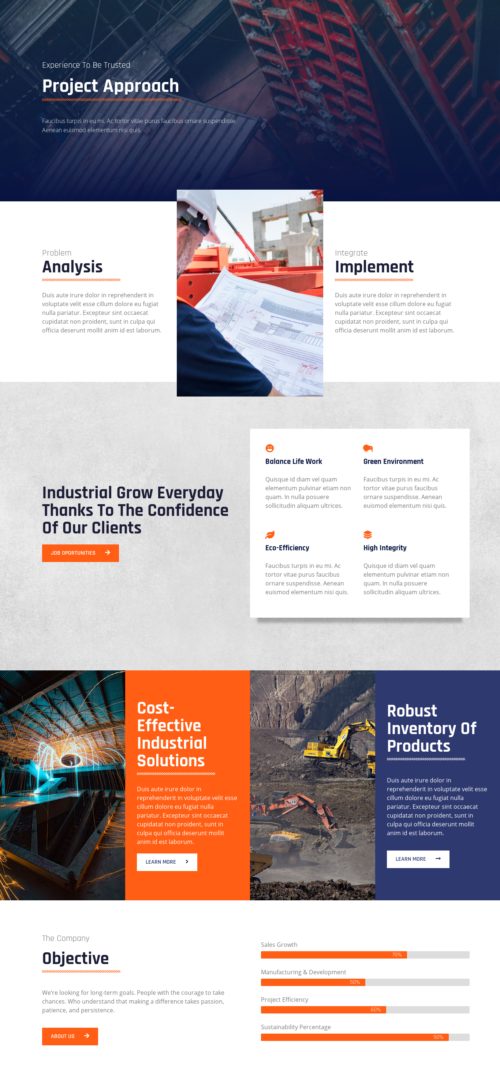 Experience To Be Trusted
Project Approach
Faucibus turpis in eu mi. Ac tortor vitae purus faucibus ornare suspendisse.
Aenean euismod elementum nisi quis.
Problem
Analysis
Duis aute irure dolor in reprehenderit in
voluptate velit esse cillum dolore eu fugiat
nulla pariatur. Excepteur sint occaecat
cupidatat non proident, sunt in culpa qui
officia deserunt mollit anim id est laborum.
Integrate
Implement
Duis aute irure dolor in reprehenderit in
voluptate velit esse cillum dolore eu fugiat
nulla pariatur. Excepteur sint occaecat
cupidatat non proident, sunt in culpa qui
officia deserunt mollit anim id est laborum.
Industrial Grow Everyday
Thanks To The Confidence
Of Our Clients
JOB OPORTUNITIES
Balance Life Work
Quisque id diam vel quam
elementum pulvinar etiam non
quam. In nulla posuere
sollicitudin aliquam ultrices.
Green Environment
Faucibus turpis in eu mi. Ac
tortor vitae purus faucibus
ornare suspendisse. Aenean
euismod elementum nisi quis.
Eco-Efficiency
Faucibus turpis in eu mi. Ac
tortor vitae purus faucibus
ornare suspendisse. Aenean
euismod elementum nisi quis.
High Integrity
Quisque id diam vel quam
elementum pulvinar etiam non
quam. In nulla posuere
sollicitudin aliquam ultrices.
Cost-
Effective
Industrial
Solutions
Duis aute irure dolor in
reprehenderit in voluptate velit esse
cillum dolore eu fugiat nulla
pariatur. Excepteur sint occaecat
cupidatat non proident, sunt in
culpa qui officia deserunt mollit
anim id est laborum.
LEARN MORE
Robust
Inventory Of
Products
Duis aute irure dolor in
reprehenderit in voluptate velit esse
cillum dolore eu fugiat nulla
pariatur. Excepteur sint occaecat
cupidatat non proident, sunt in
culpa qui officia deserunt mollit
anim id est laborum.
LEARN MORE
The Company
Objective
We're looking for long-term goals. People with the courage to take
chances. Who understand that making a difference takes passion,
patience, and persistence.
ABOUT US
Sales Growth
70%
Manufacturing & Development
50%
Project Efficiency
60%
Sustainability Percentage
90%